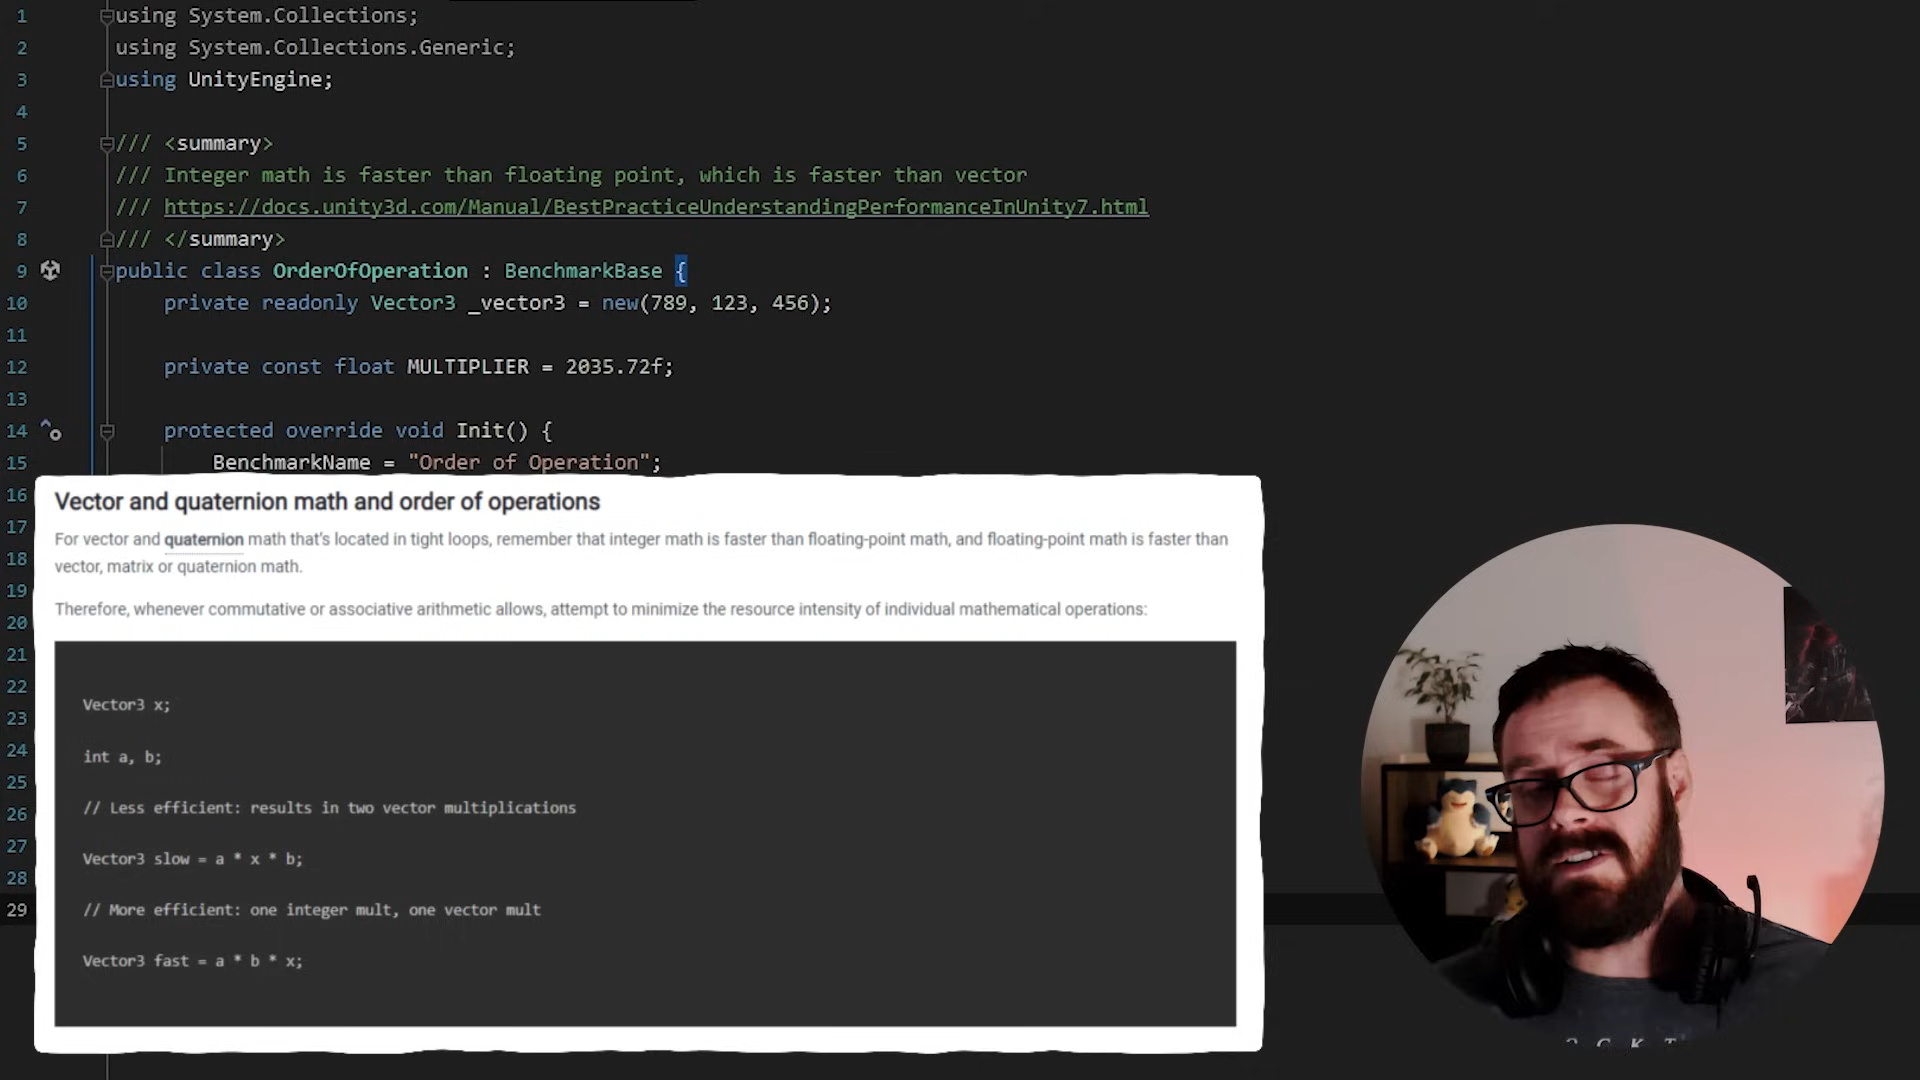 1 using System.Collections;
2 using System.Collections.Generic;
3 using UnityEngine;
4
5 /// <summary>
6 /// Integer math is faster than floating point, which is faster than vector
7 /// https://docs.unity3d.com/Manual/BestPracticeUnderstandingPerformanceInUnity7.html
8 /// </summary>
9 public class OrderOfOperation : BenchmarkBase {
10 private readonly Vector3 _vector3 = new(789, 123, 456);
11
12 private const float MULTIPLIER = 2035.72f;
13
14 protected override void Init() {
15 BenchmarkName = "Order of Operation";
16
17
18
19
20
21
22
23
24
25
26
27
28
29
Vector and quaternion math and order of operations
For vector and quaternion math that's located in tight loops, remember that integer math is faster than floating-point math, and floating-point math is faster than
vector, matrix or quaternion math.
Therefore, whenever commutative or associative arithmetic allows, attempt to minimize the resource intensity of individual mathematical operations:
Vector3 x;
int a, b;
// Less efficient: results in two vector multiplications
Vector3 slow = a * x * b;
// More efficient: one integer mult, one vector mult
Vector3 fast = a * b * x;